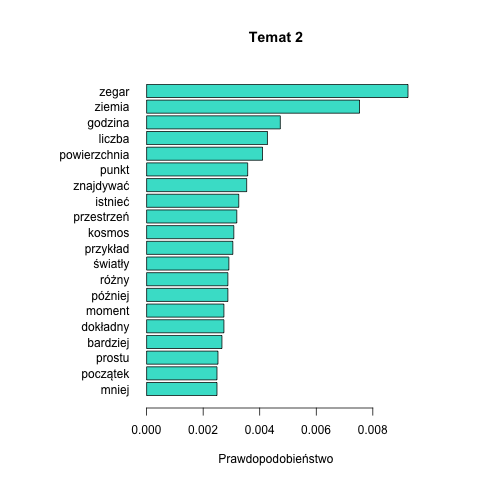 Temat 2
zegar
ziemia
godzina
liczba
powierzchnia
punkt
znajdywać
istnieć
przestrzeń
kosmos
przykład
światły
różny
później
moment
dokładny
bardziej
prostu
początek
mniej
0.000 0.002 0.004 0.006 0.008
Prawdopodobieństwo